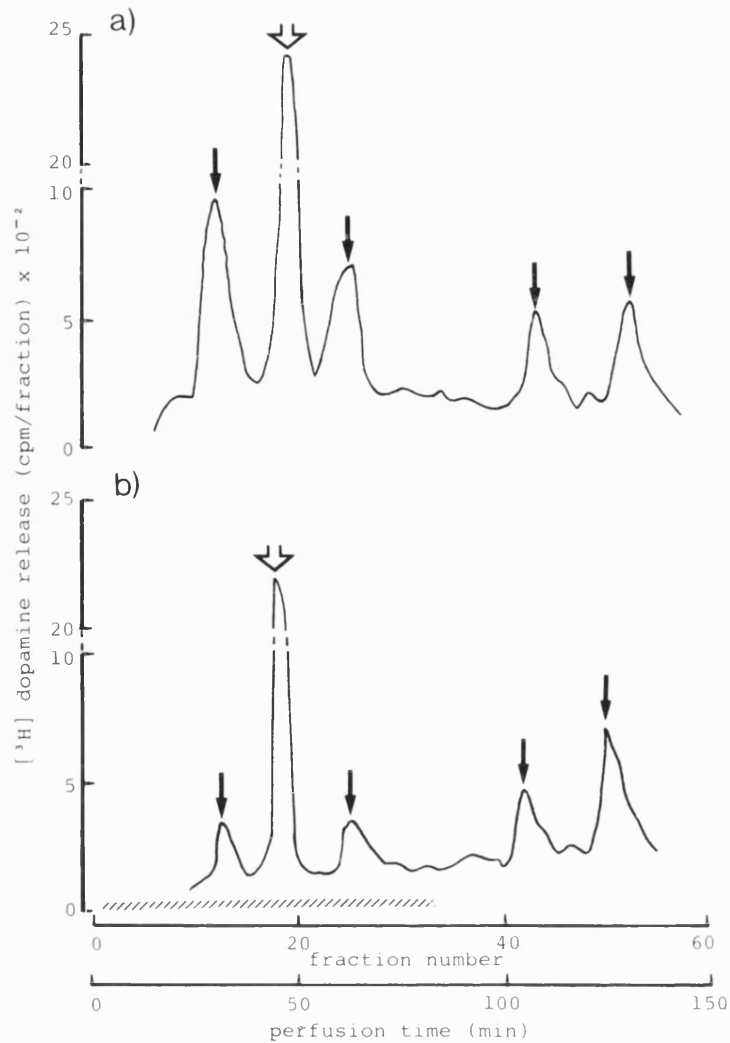 a)
25
20
10
5
0
b)
25
20
10
5
0
[³H] dopamine release (cpm/fraction) x 10⁻²
0 20 40 60
fraction number
0 50 100 150
perfusion time (min)